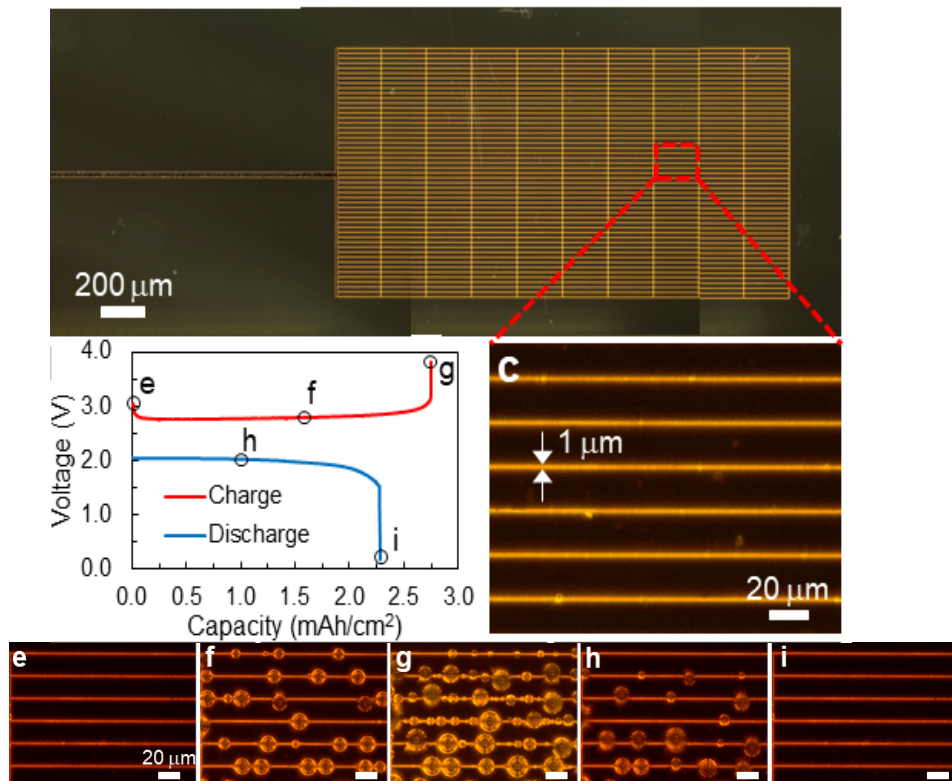 200 μm
4.0
3.0
2.0
1.0
0.0
Voltage (V)
e
f
g
h
i
Charge
Discharge
0.0 0.5 1.0 1.5 2.0 2.5 3.0
Capacity (mAh/cm²)
c
1 μm
20 μm
e f g h i
20 μm